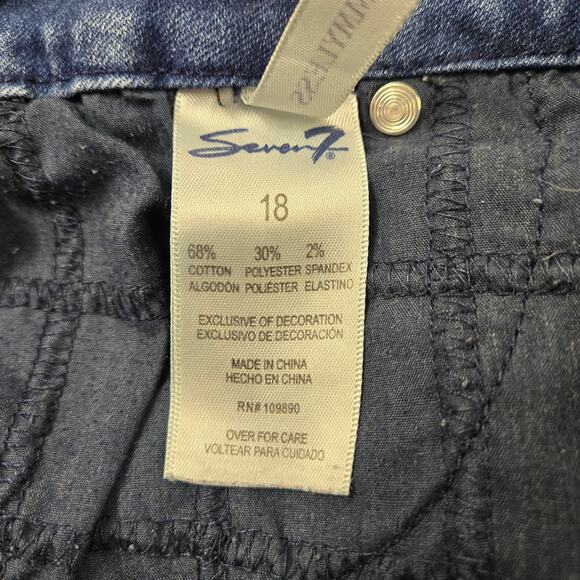 Seven7®
18
68% 30% 2%
COTTON POLYESTER SPANDEX
ALGODÓN POLIÉSTER ELASTINO
EXCLUSIVE OF DECORATION
EXCLUSIVO DE DECORACIÓN
MADE IN CHINA
HECHO EN CHINA
RN# 109890
OVER FOR CARE
VOLTEAR PARA CUIDADO